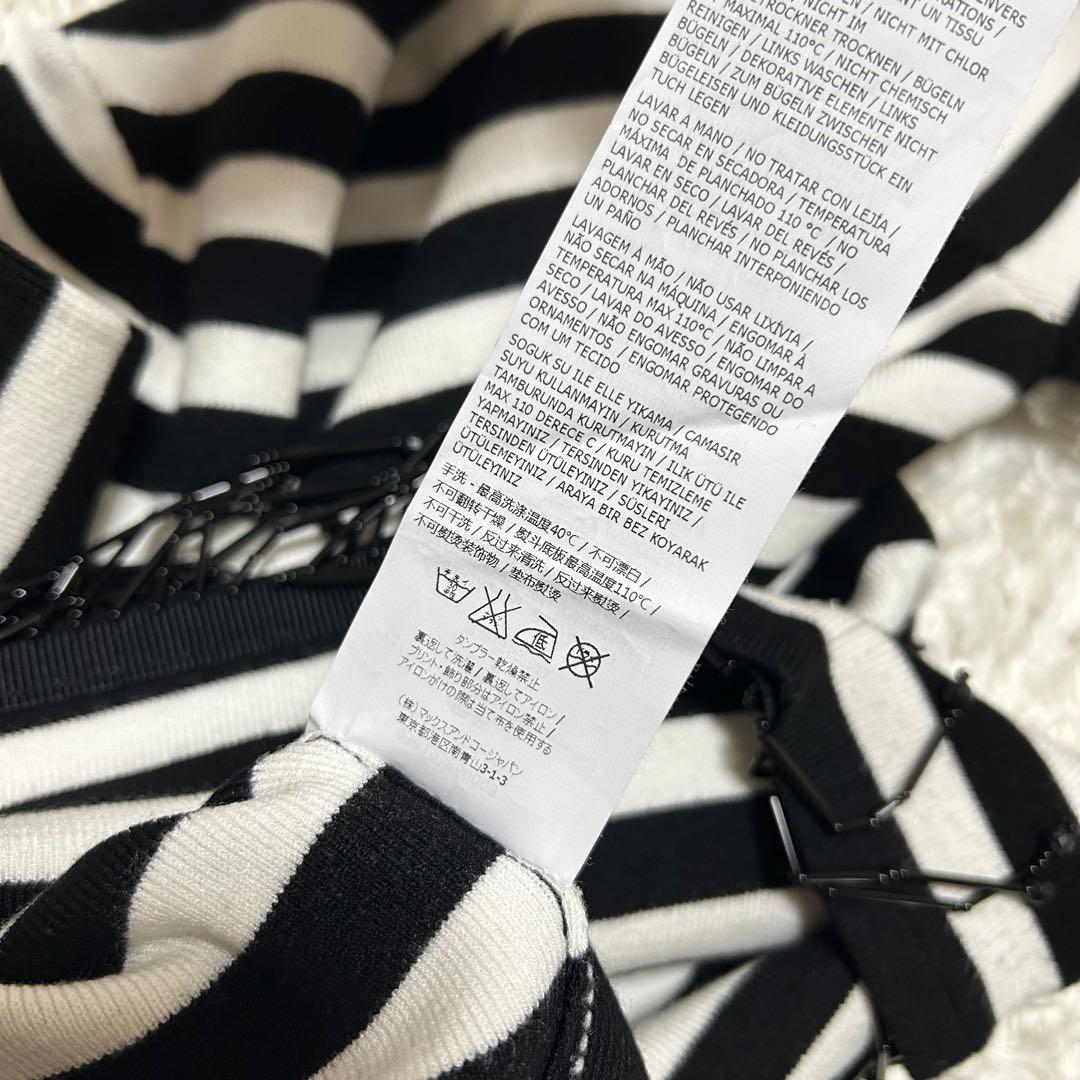 ENVERS
RATIONS /
NT UN TISSU
EN / NICHT MIT CHLOR
/ NICHT IM
TROCKNER TROCKNEN / BÜGELN
MAXIMAL 110°C / NICHT CHEMISCH
REINIGEN / LINKS WASCHEN / LINKS
BÜGELN / DEKORATIVE ELEMENTE NICHT
BÜGELN / ZUM BÜGELN ZWISCHEN
BÜGELEISEN UND KLEIDUNGSSTÜCK EIN
TUCH LEGEN
LAVAR A MANO / NO TRATAR CON LEJÍA /
NO SECAR EN SECADORA / TEMPERATURA
MÁXIMA DE PLANCHADO 110 °C / NO
LAVAR EN SECO / LAVAR DEL REVÉS /
PLANCHAR DEL REVÉS / NO PLANCHAR LOS
ADORNOS / PLANCHAR INTERPONIENDO
UN PAÑO
LAVAGEM A MÃO / NÃO USAR LIXÍVIA /
NÃO SECAR NA MÁQUINA / ENGOMAR À
TEMPERATURA MAX 110°C / NÃO LIMPAR A
SECO / LAVAR DO AVESSO / ENGOMAR DO
AVESSO / NÃO ENGOMAR GRAVURAS OU
ORNAMENTOS / ENGOMAR PROTEGENDO
COM UM TECIDO
SOGUK SU ILE ELLE YIKAMA / CAMASIR
SUYU KULLANMAYIN / KURUTMA
TAMBURUNDA KURUTMAYIN / ILIK ÜTÜ ILE
MAX 110 DERECE C / KURU TEMIZLEME
YAPMAYINIZ / TERSINDEN YIKAYINIZ /
TERSINDEN ÜTÜLEYINIZ / SÜSLERI
ÜTÜLEMEYINIZ / ARAYA BIR BEZ KOYARAK
ÜTÜLEYINIZ
手洗 - 最高洗涤温度40℃ / 不可漂白 /
不可翻转干燥 / 熨斗底板最高温度110℃ /
不可干洗 / 反过来清洗 / 反过来熨烫 /
不可熨烫装饰物 / 垫布熨烫
低
タンブラー乾燥禁止
裏返して洗濯 / 裏返してアイロン /
プリント・飾り部分はアイロン禁止 /
アイロンがけの際は当て布を使用する
(株) マックスアンドコージャパン
東京都港区南青山3-1-3